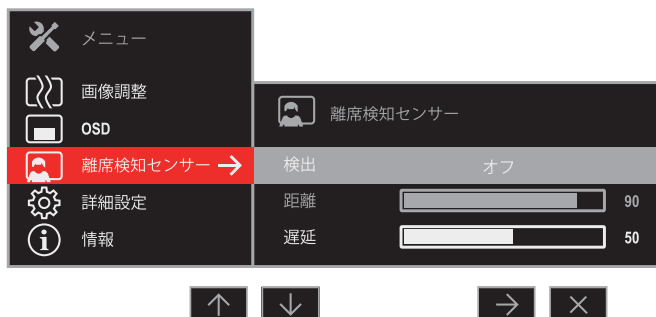 メニュー
画像調整
OSD
離席検知センサー
詳細設定
情報
離席検知センサー
検出 オフ
距離 90
遅延 50